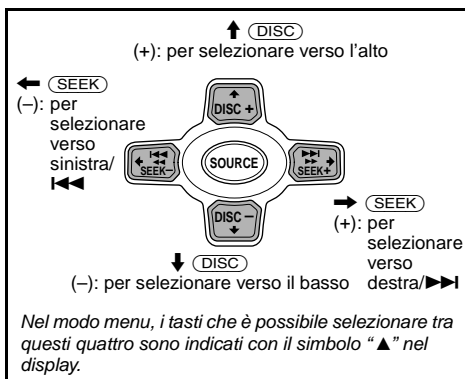 ↑ DISC
(+): per selezionare verso l'alto
← SEEK
(–): per
selezionare
verso
sinistra/
⏮
DISC +
SEEK–
SOURCE
SEEK+
DISC –
→ SEEK
(+): per
selezionare
verso
destra/⏭
↓ DISC
(–): per selezionare verso il basso
Nel modo menu, i tasti che è possibile selezionare tra
questi quattro sono indicati con il simbolo “▲” nel
display.